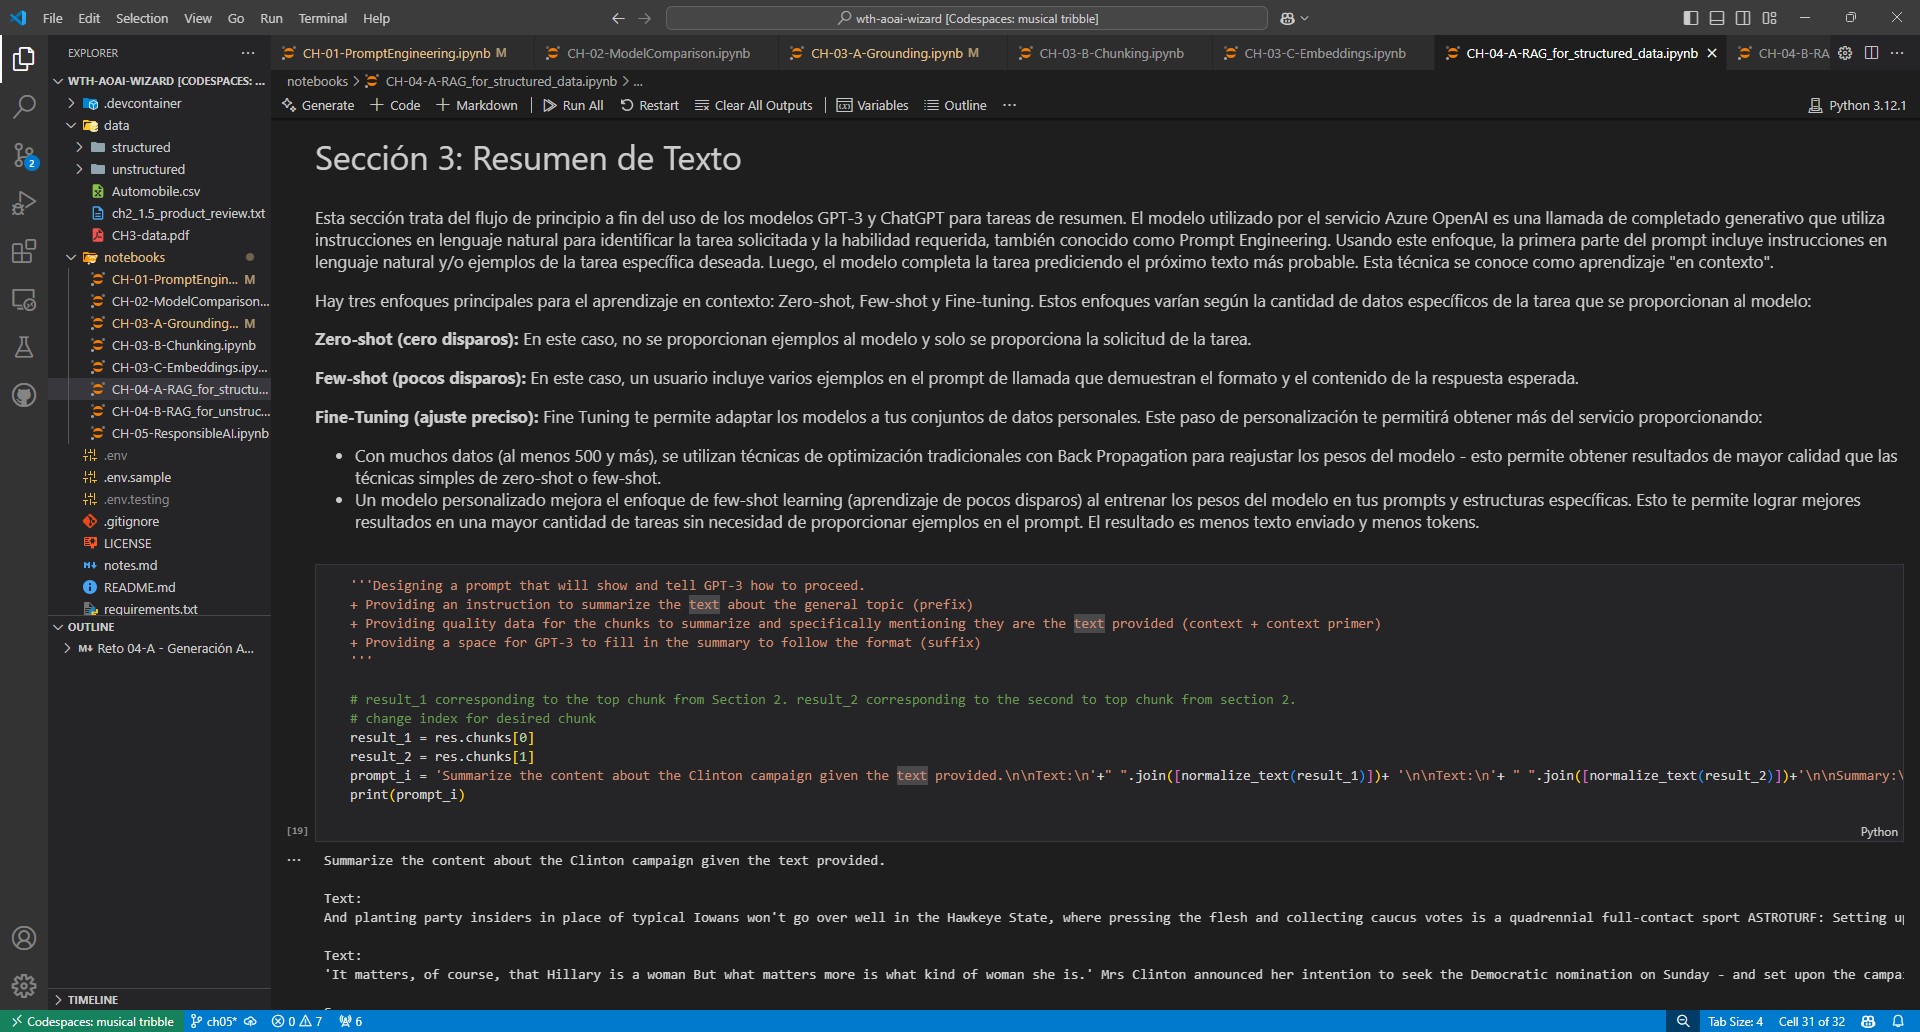 File Edit Selection View Go Run Terminal Help
wth-aoai-wizard [Codespaces: musical tribble]
EXPLORER
CH-01-PromptEngineering.ipynb M
CH-02-ModelComparison.ipynb
CH-03-A-Grounding.ipynb M
CH-03-B-Chunking.ipynb
CH-03-C-Embeddings.ipynb
CH-04-A-RAG_for_structured_data.ipynb
CH-04-B-RA
WTH-AOAI-WIZARD [CODESPACES: ...
notebooks > CH-04-A-RAG_for_structured_data.ipynb > ...
Generate + Code + Markdown Run All Restart Clear All Outputs Variables Outline ... Python 3.12.1
.devcontainer
data
structured
unstructured
Automobile.csv
ch2_1.5_product_review.txt
CH3-data.pdf
notebooks
CH-01-PromptEngin... M
CH-02-ModelComparison...
CH-03-A-Grounding... M
CH-03-B-Chunking.ipynb
CH-03-C-Embeddings.ipy...
CH-04-A-RAG_for_structu...
CH-04-B-RAG_for_unstruc...
CH-05-ResponsibleAI.ipynb
.env
.env.sample
.env.testing
.gitignore
LICENSE
notes.md
README.md
requirements.txt
OUTLINE
Reto 04-A - Generación A...
TIMELINE
Sección 3: Resumen de Texto
Esta sección trata del flujo de principio a fin del uso de los modelos GPT-3 y ChatGPT para tareas de resumen. El modelo utilizado por el servicio Azure OpenAI es una llamada de completado generativo que utiliza
instrucciones en lenguaje natural para identificar la tarea solicitada y la habilidad requerida, también conocido como Prompt Engineering. Usando este enfoque, la primera parte del prompt incluye instrucciones en
lenguaje natural y/o ejemplos de la tarea específica deseada. Luego, el modelo completa la tarea prediciendo el próximo texto más probable. Esta técnica se conoce como aprendizaje "en contexto".
Hay tres enfoques principales para el aprendizaje en contexto: Zero-shot, Few-shot y Fine-tuning. Estos enfoques varían según la cantidad de datos específicos de la tarea que se proporcionan al modelo:
Zero-shot (cero disparos): En este caso, no se proporcionan ejemplos al modelo y solo se proporciona la solicitud de la tarea.
Few-shot (pocos disparos): En este caso, un usuario incluye varios ejemplos en el prompt de llamada que demuestran el formato y el contenido de la respuesta esperada.
Fine-Tuning (ajuste preciso): Fine Tuning te permite adaptar los modelos a tus conjuntos de datos personales. Este paso de personalización te permitirá obtener más del servicio proporcionando:
• Con muchos datos (al menos 500 y más), se utilizan técnicas de optimización tradicionales con Back Propagation para reajustar los pesos del modelo - esto permite obtener resultados de mayor calidad que las
técnicas simples de zero-shot o few-shot.
• Un modelo personalizado mejora el enfoque de few-shot learning (aprendizaje de pocos disparos) al entrenar los pesos del modelo en tus prompts y estructuras específicas. Esto te permite lograr mejores
resultados en una mayor cantidad de tareas sin necesidad de proporcionar ejemplos en el prompt. El resultado es menos texto enviado y menos tokens.
'''Designing a prompt that will show and tell GPT-3 how to proceed.
+ Providing an instruction to summarize the text about the general topic (prefix)
+ Providing quality data for the chunks to summarize and specifically mentioning they are the text provided (context + context primer)
+ Providing a space for GPT-3 to fill in the summary to follow the format (suffix)
'''
# result_1 corresponding to the top chunk from Section 2. result_2 corresponding to the second to top chunk from section 2.
# change index for desired chunk
result_1 = res.chunks[0]
result_2 = res.chunks[1]
prompt_i = 'Summarize the content about the Clinton campaign given the text provided.\n\nText:\n'+" ".join([normalize_text(result_1)])+ '\n\nText:\n'+ " ".join([normalize_text(result_2)])+'\n\nSummary:\
print(prompt_i)
[19]
Python
... Summarize the content about the Clinton campaign given the text provided.
Text:
And planting party insiders in place of typical Iowans won't go over well in the Hawkeye State, where pressing the flesh and collecting caucus votes is a quadrennial full-contact sport ASTROTURF: Setting u
Text:
'It matters, of course, that Hillary is a woman But what matters more is what kind of woman she is.' Mrs Clinton announced her intention to seek the Democratic nomination on Sunday - and set upon the campa
Codespaces: musical tribble ch05* 0 7 6 Tab Size: 4 Cell 31 of 32
2